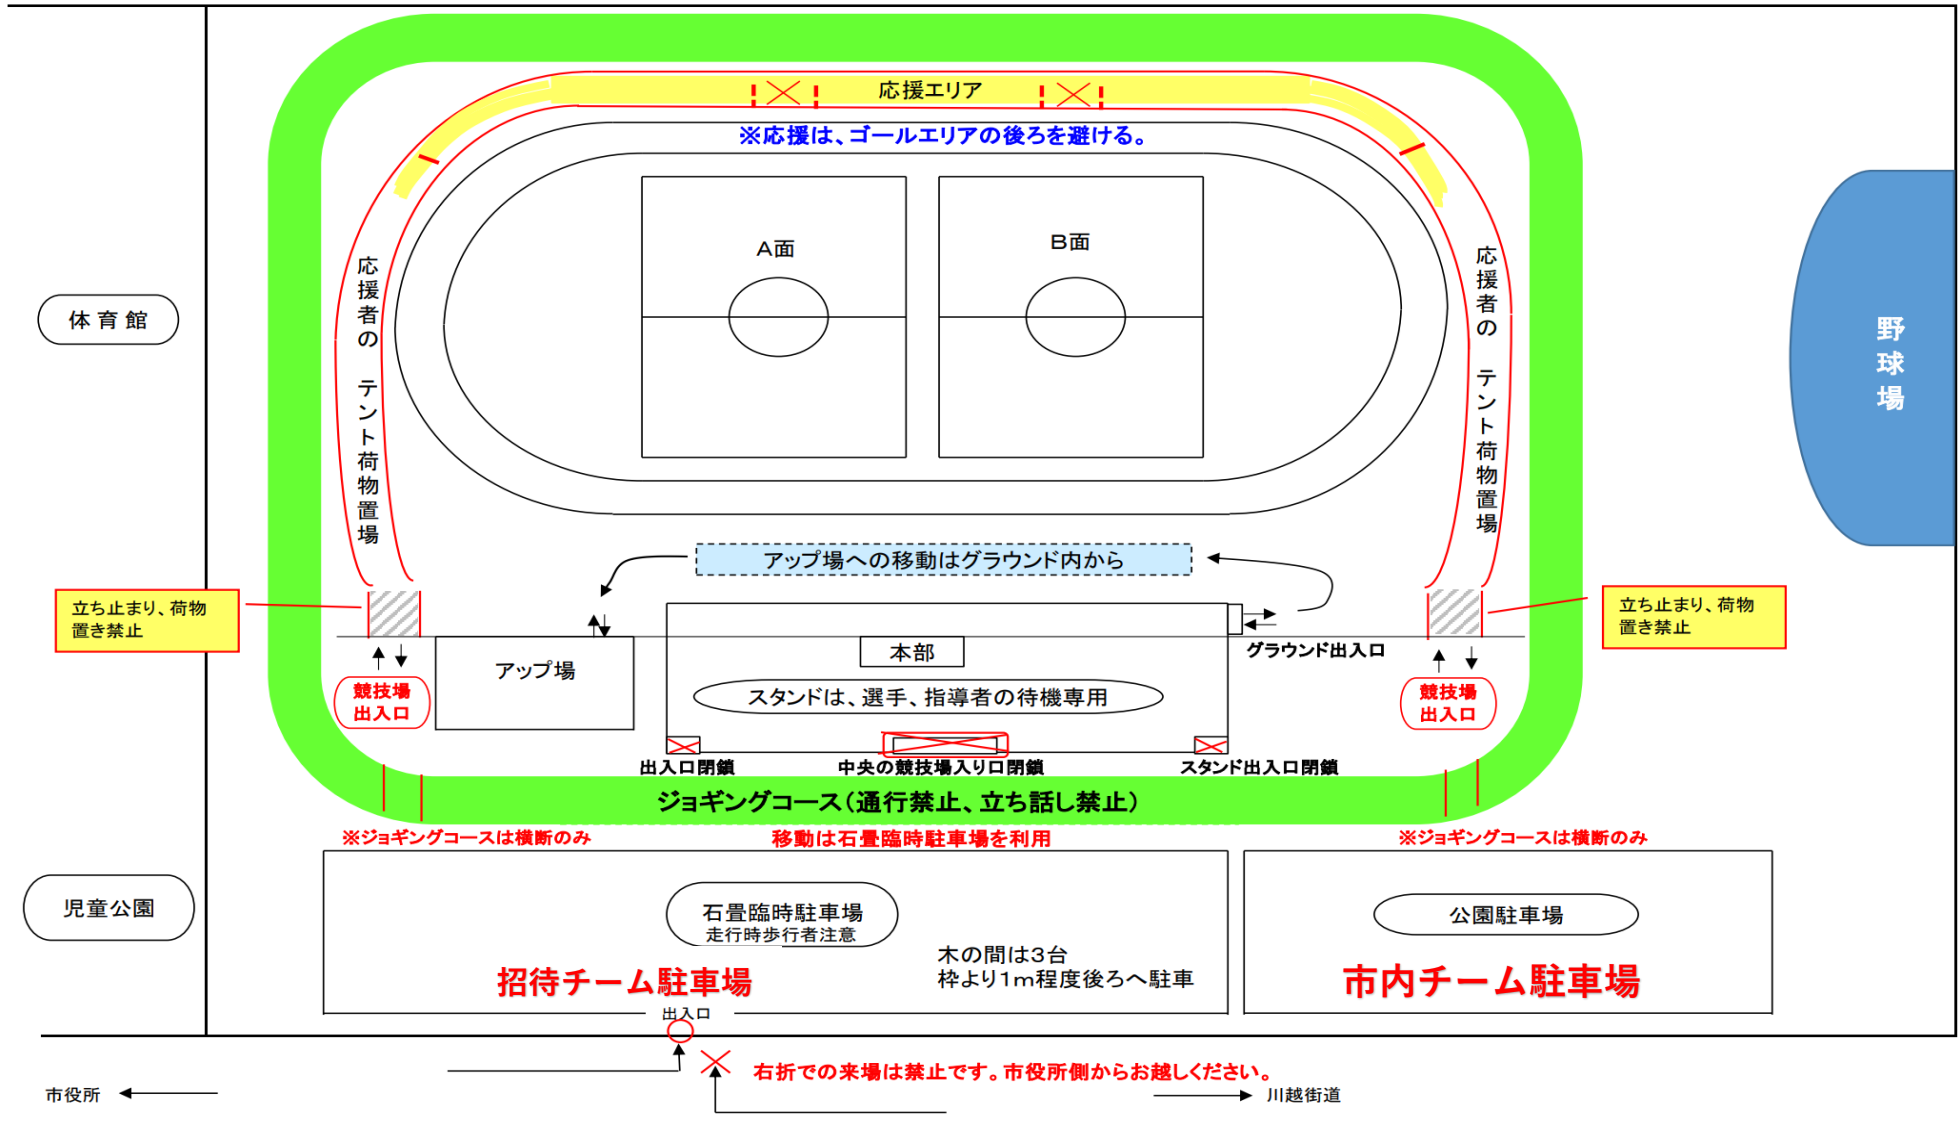 応援エリア
※応援は、ゴールエリアの後ろを避ける。
A面
B面
応援者の テント荷物置場
応援者の テント荷物置場
体育館
野球場
アップ場への移動はグラウンド内から
立ち止まり、荷物
置き禁止
立ち止まり、荷物
置き禁止
グラウンド出入口
本部
アップ場
スタンドは、選手、指導者の待機専用
競技場
出入口
競技場
出入口
出入口閉鎖
中央の競技場入り口閉鎖
スタンド出入口閉鎖
ジョギングコース(通行禁止、立ち話し禁止)
※ジョギングコースは横断のみ
移動は石畳臨時駐車場を利用
※ジョギングコースは横断のみ
児童公園
石畳臨時駐車場
走行時歩行者注意
公園駐車場
木の間は3台
枠より1m程度後ろへ駐車
招待チーム駐車場
市内チーム駐車場
出入口
右折での来場は禁止です。市役所側からお越しください。
市役所
川越街道